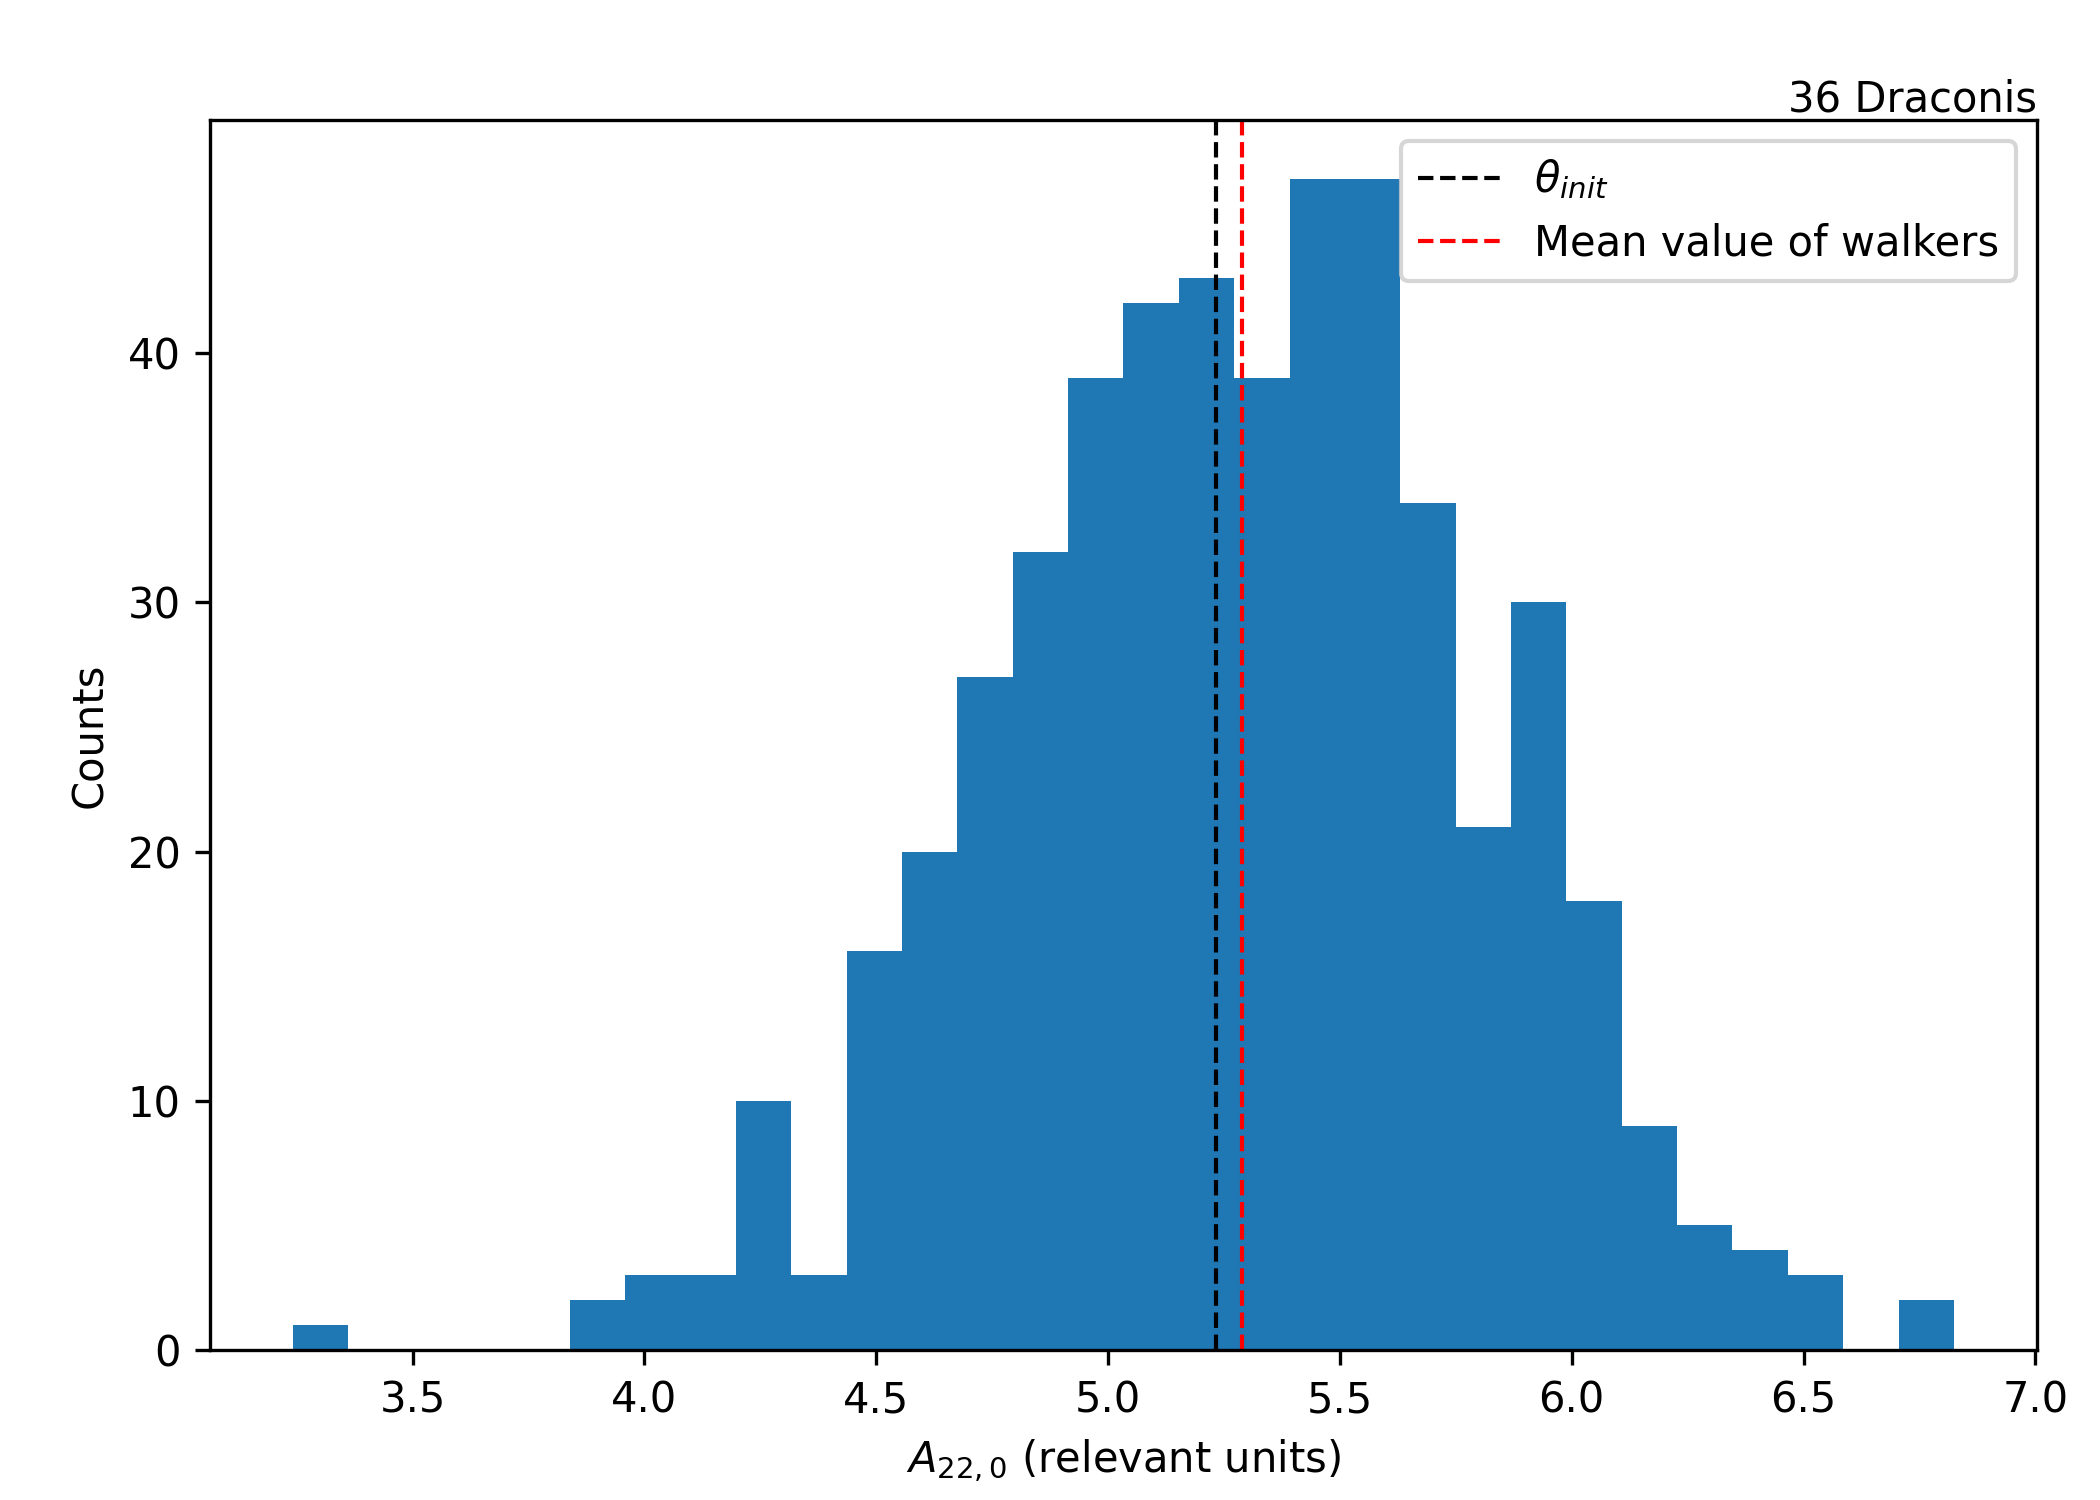 36 Draconis
θinit
Mean value of walkers
Counts
40
30
20
10
0
3.5 4.0 4.5 5.0 5.5 6.0 6.5 7.0
A22,0 (relevant units)